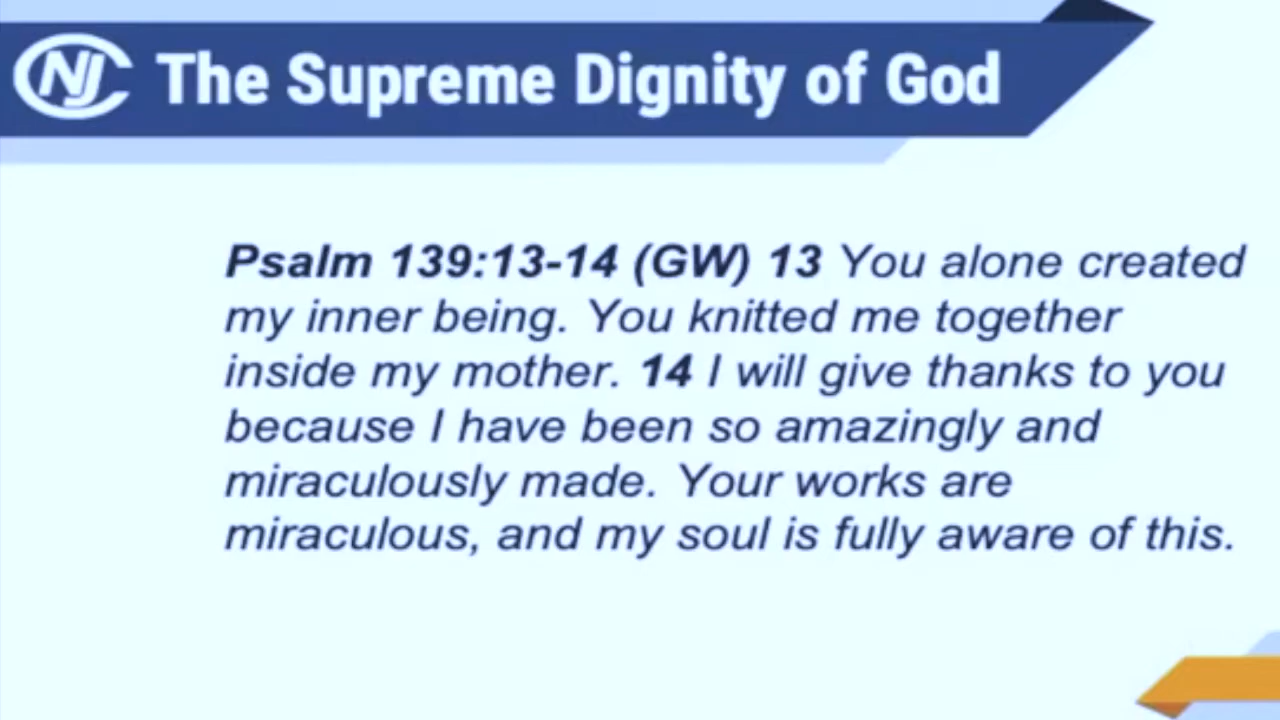 NJC The Supreme Dignity of God
Psalm 139:13-14 (GW) 13 You alone created
my inner being. You knitted me together
inside my mother. 14 I will give thanks to you
because I have been so amazingly and
miraculously made. Your works are
miraculous, and my soul is fully aware of this.